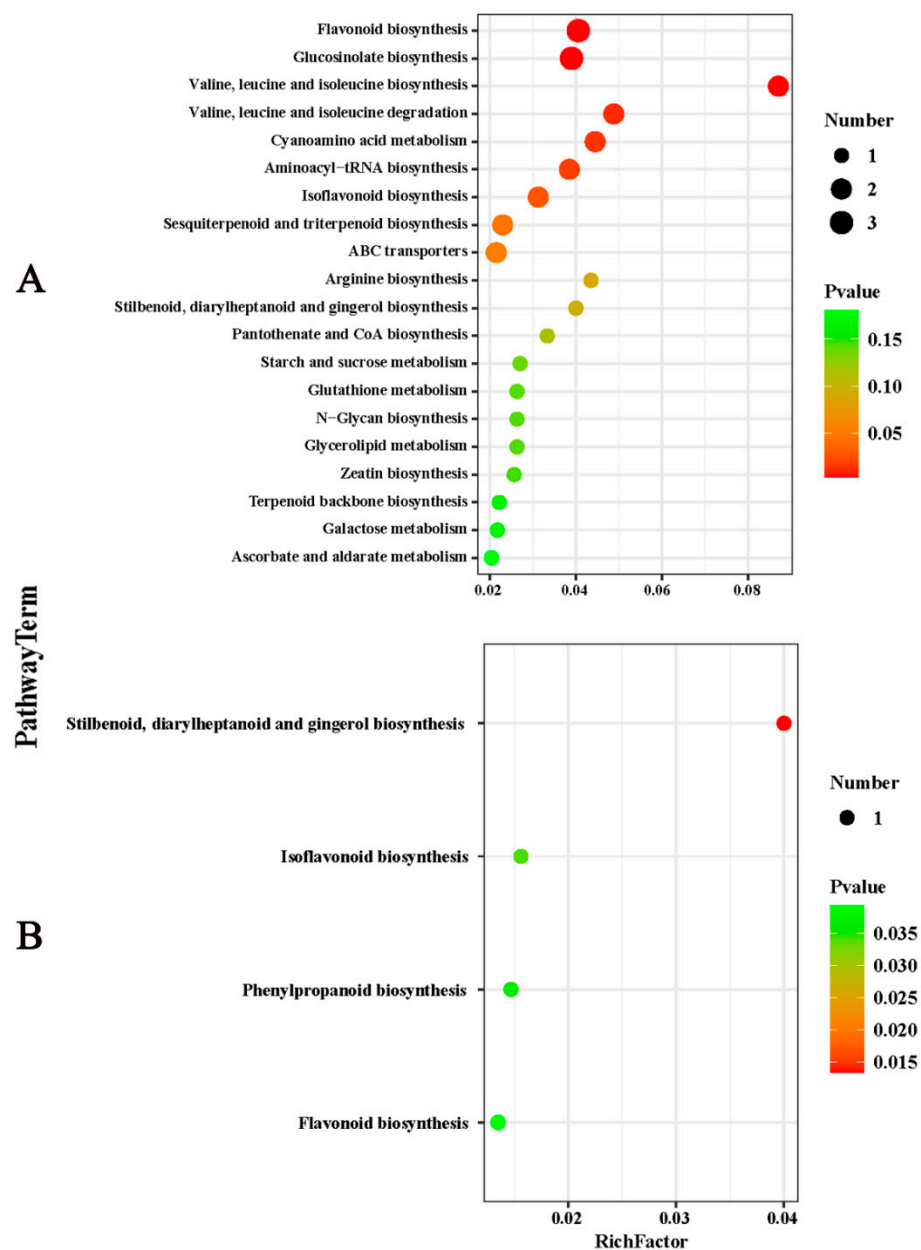 Flavonoid biosynthesis
Glucosinolate biosynthesis
Valine, leucine and isoleucine biosynthesis
Valine, leucine and isoleucine degradation
Cyanoamino acid metabolism
Aminoacyl−tRNA biosynthesis
Isoflavonoid biosynthesis
Sesquiterpenoid and triterpenoid biosynthesis
ABC transporters
Arginine biosynthesis
Stilbenoid, diarylheptanoid and gingerol biosynthesis
Pantothenate and CoA biosynthesis
Starch and sucrose metabolism
Glutathione metabolism
N−Glycan biosynthesis
Glycerolipid metabolism
Zeatin biosynthesis
Terpenoid backbone biosynthesis
Galactose metabolism
Ascorbate and aldarate metabolism
0.02 0.04 0.06 0.08
Number
1
2
3
Pvalue
0.15
0.10
0.05
A
PathwayTerm
B
Stilbenoid, diarylheptanoid and gingerol biosynthesis
Isoflavonoid biosynthesis
Phenylpropanoid biosynthesis
Flavonoid biosynthesis
0.02 0.03 0.04
RichFactor
Number
1
Pvalue
0.035
0.030
0.025
0.020
0.015